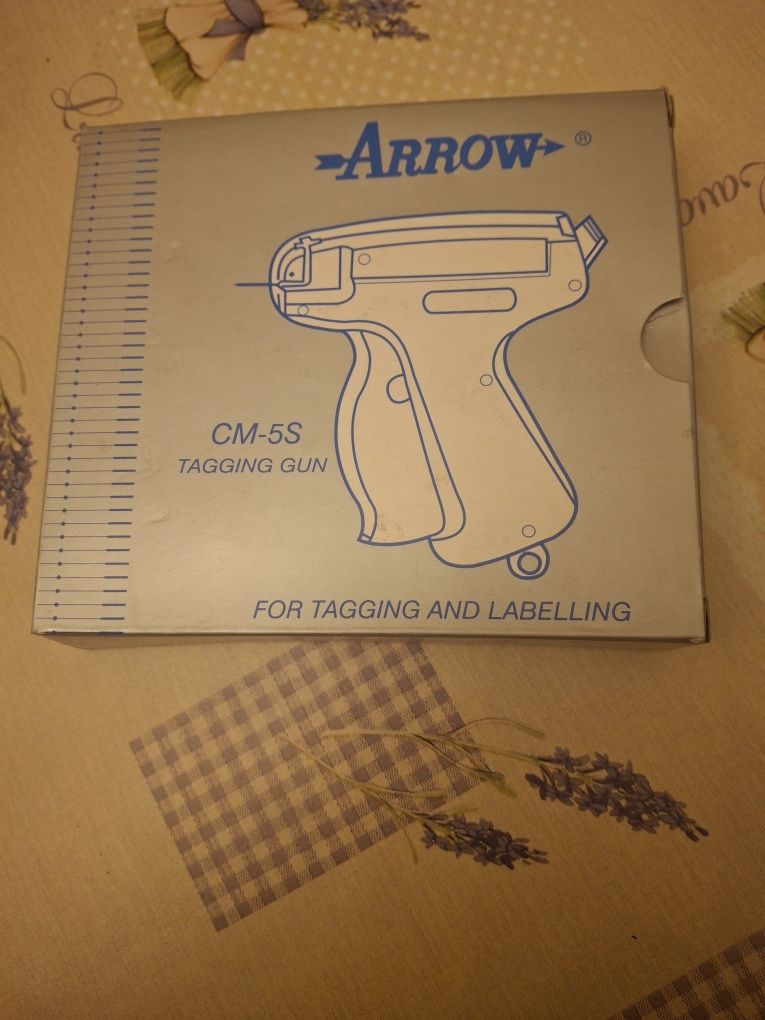 ARROW®
CM-5S
TAGGING GUN
FOR TAGGING AND LABELLING